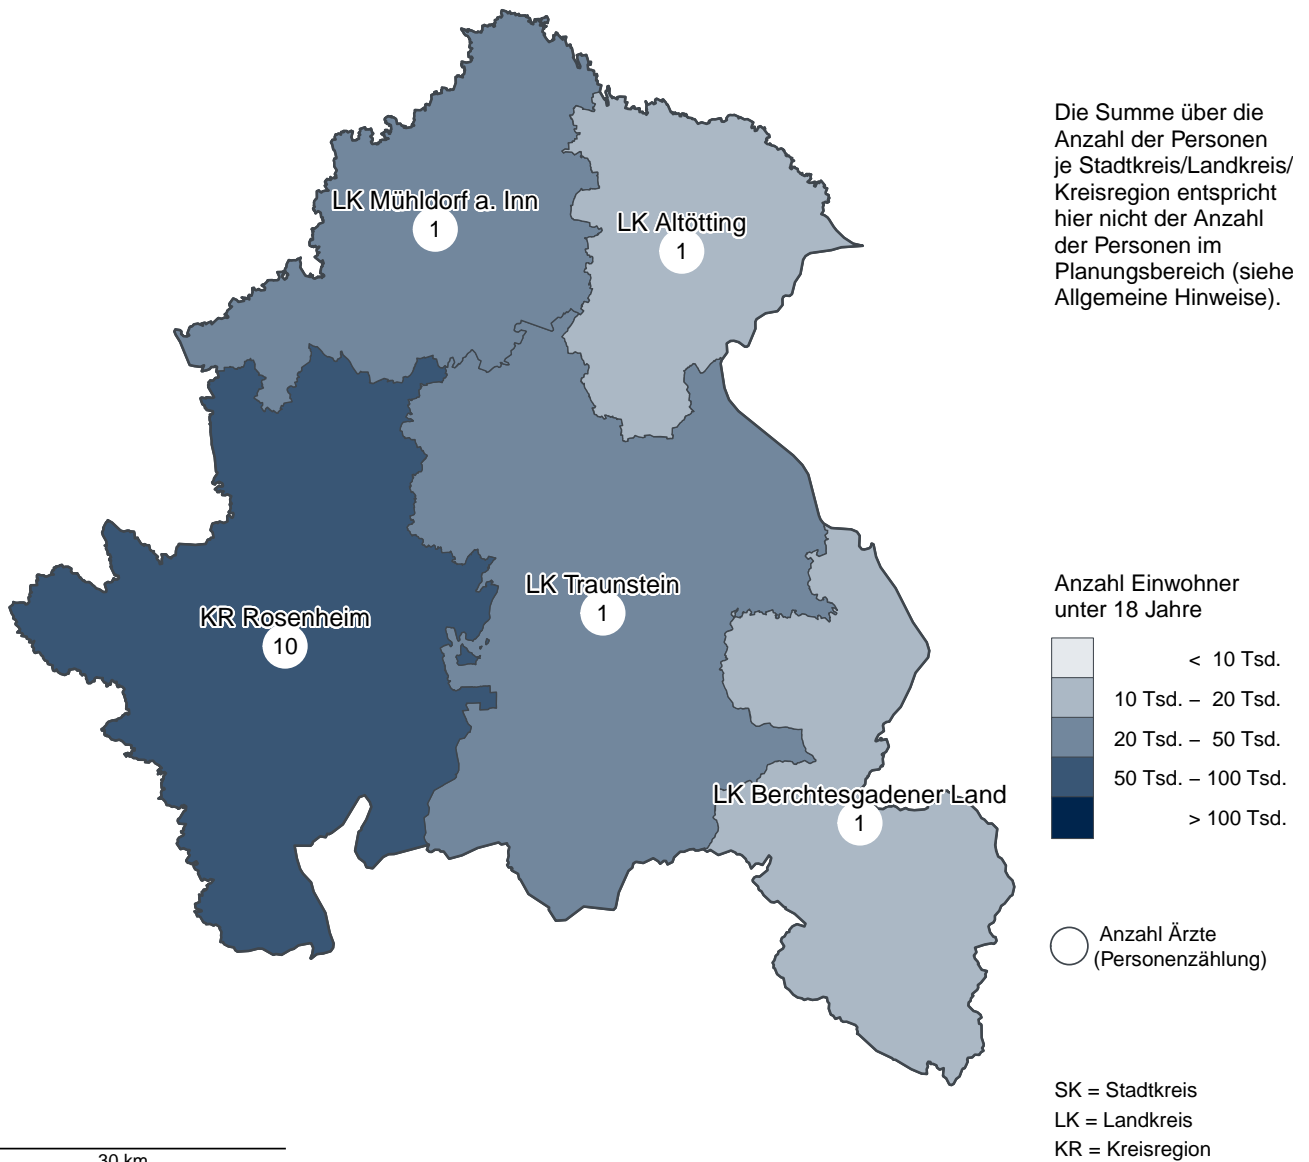 LK Mühldorf a. Inn
1
LK Altötting
1
LK Traunstein
1
KR Rosenheim
10
LK Berchtesgadener Land
1
Die Summe über die
Anzahl der Personen
je Stadtkreis/Landkreis/
Kreisregion entspricht
hier nicht der Anzahl
der Personen im
Planungsbereich (siehe
Allgemeine Hinweise).
Anzahl Einwohner
unter 18 Jahre
< 10 Tsd.
10 Tsd. – 20 Tsd.
20 Tsd. – 50 Tsd.
50 Tsd. – 100 Tsd.
> 100 Tsd.
Anzahl Ärzte
(Personenzählung)
SK = Stadtkreis
LK = Landkreis
KR = Kreisregion
30 km